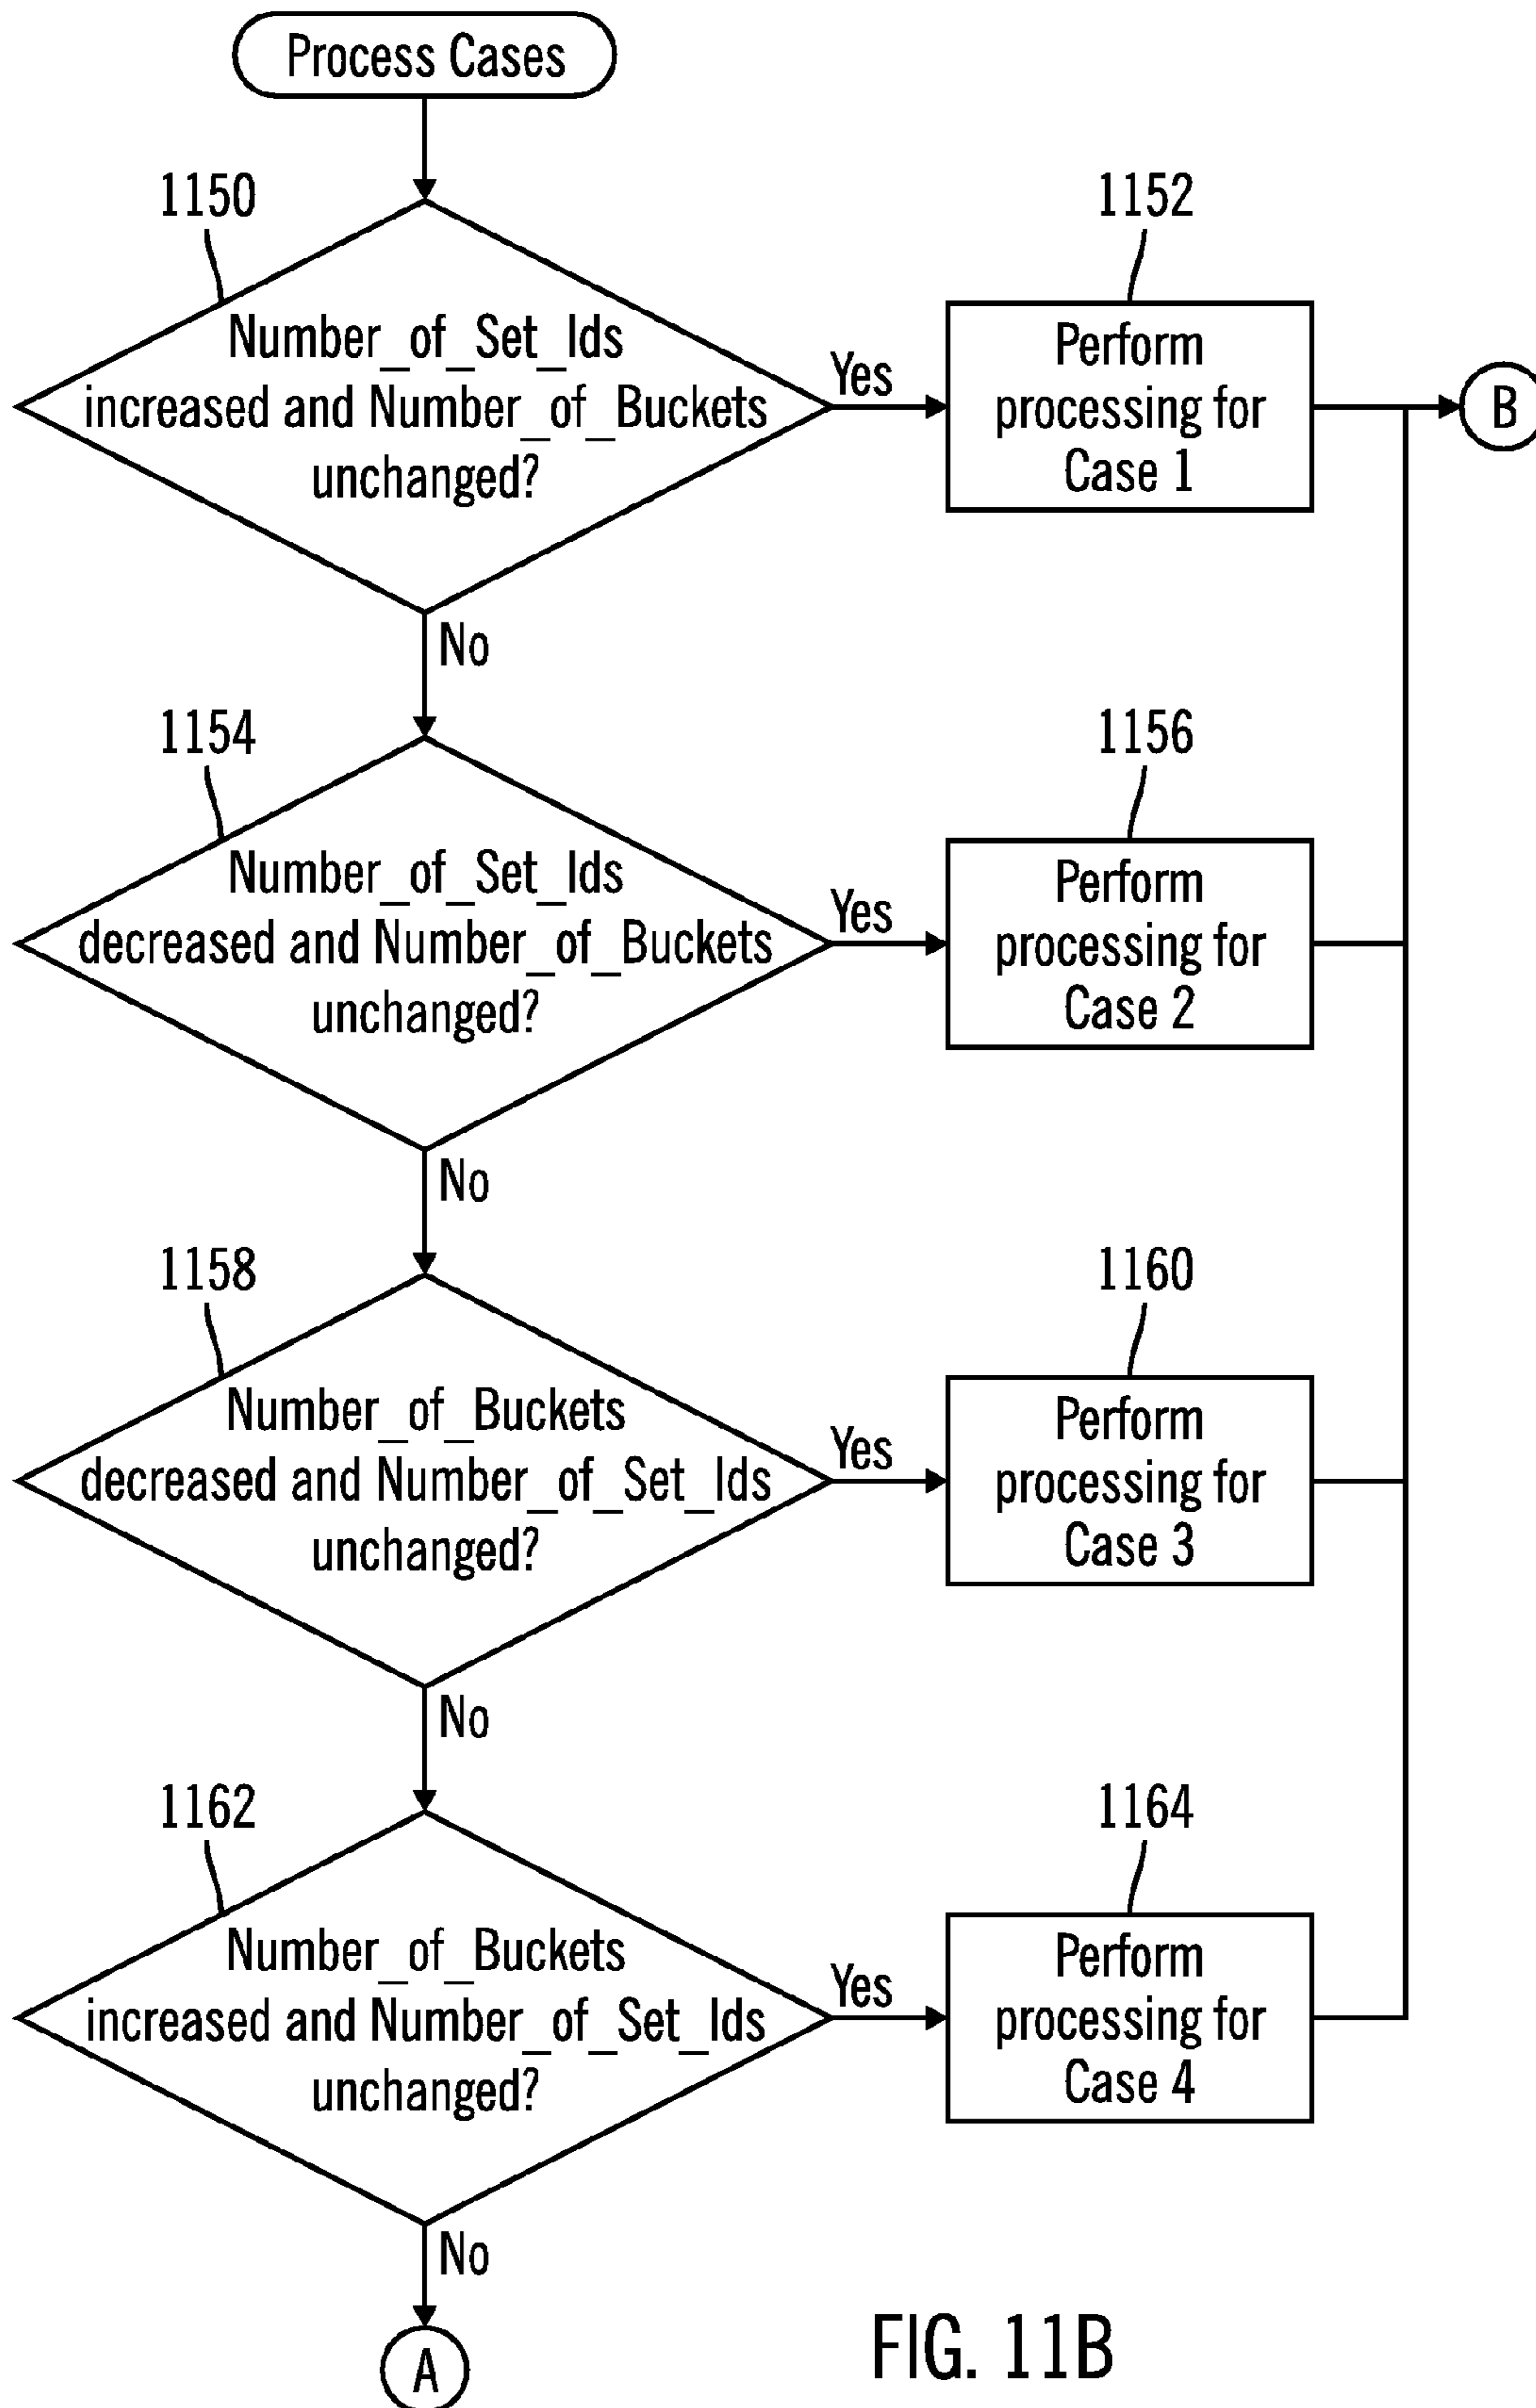 Process Cases
1150
Number_of_Set_Ids
increased and Number_of_Buckets
unchanged?
Yes
1152
Perform
processing for
Case 1
B
No
1154
Number_of_Set_Ids
decreased and Number_of_Buckets
unchanged?
Yes
1156
Perform
processing for
Case 2
No
1158
Number_of_Buckets
decreased and Number_of_Set_Ids
unchanged?
Yes
1160
Perform
processing for
Case 3
No
1162
Number_of_Buckets
increased and Number_of_Set_Ids
unchanged?
Yes
1164
Perform
processing for
Case 4
No
A
FIG. 11B